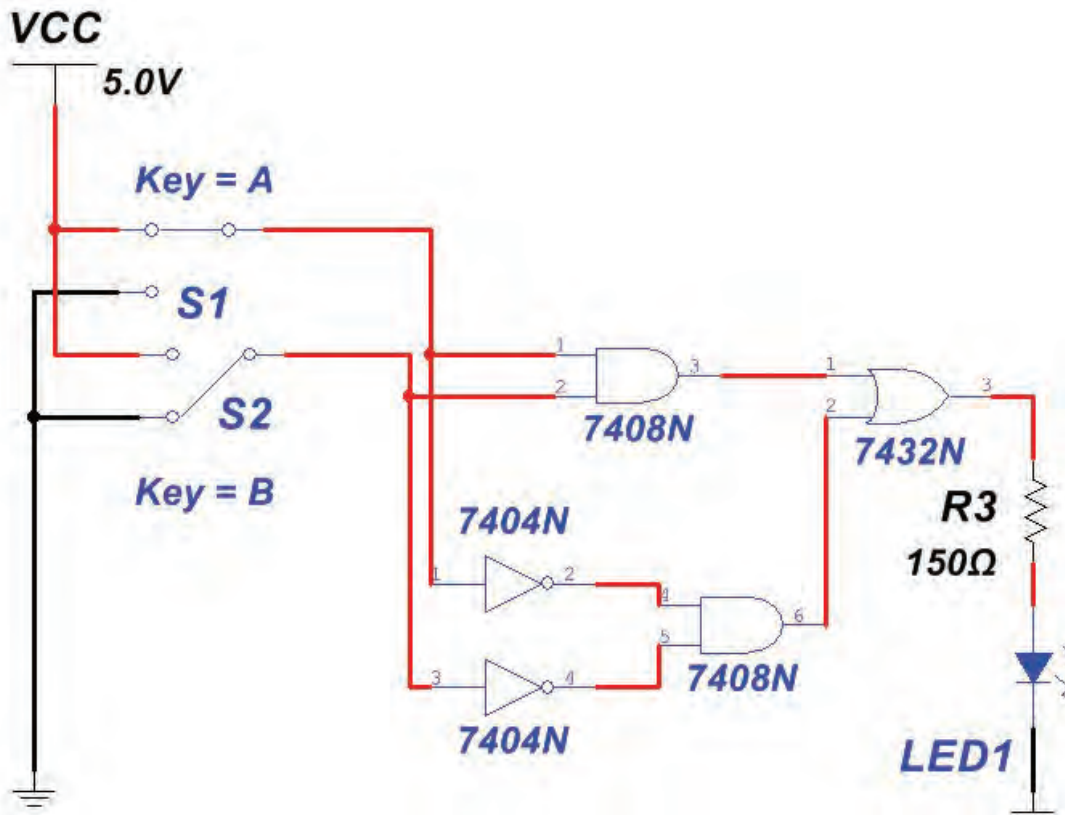 VCC
5.0V
Key = A
S1
S2
Key = B
1
2
3
7408N
1
2
3
7432N
R3
150Ω
7404N
1
2
4
5
6
7408N
3
4
7404N
LED1